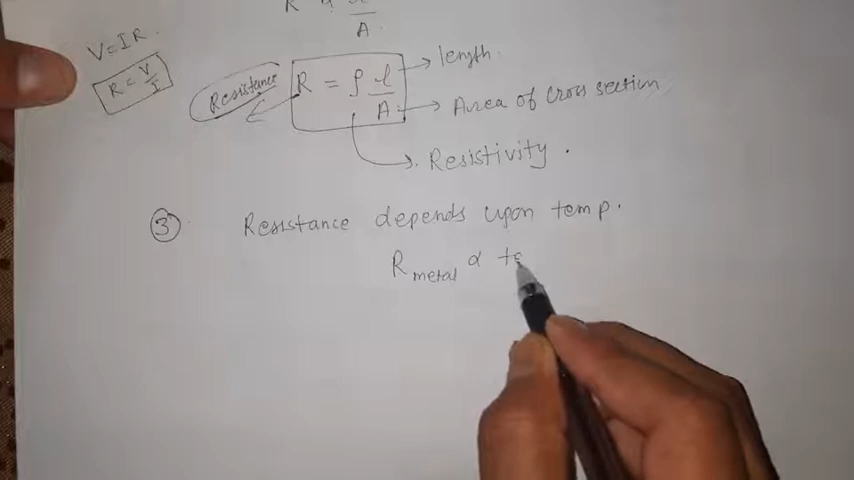 R α l/A
V = IR.
R = V/I
Resistance
R = ρ l/A
length.
Area of cross section
Resistivity.
③ Resistance depends upon temp.
R metal α te